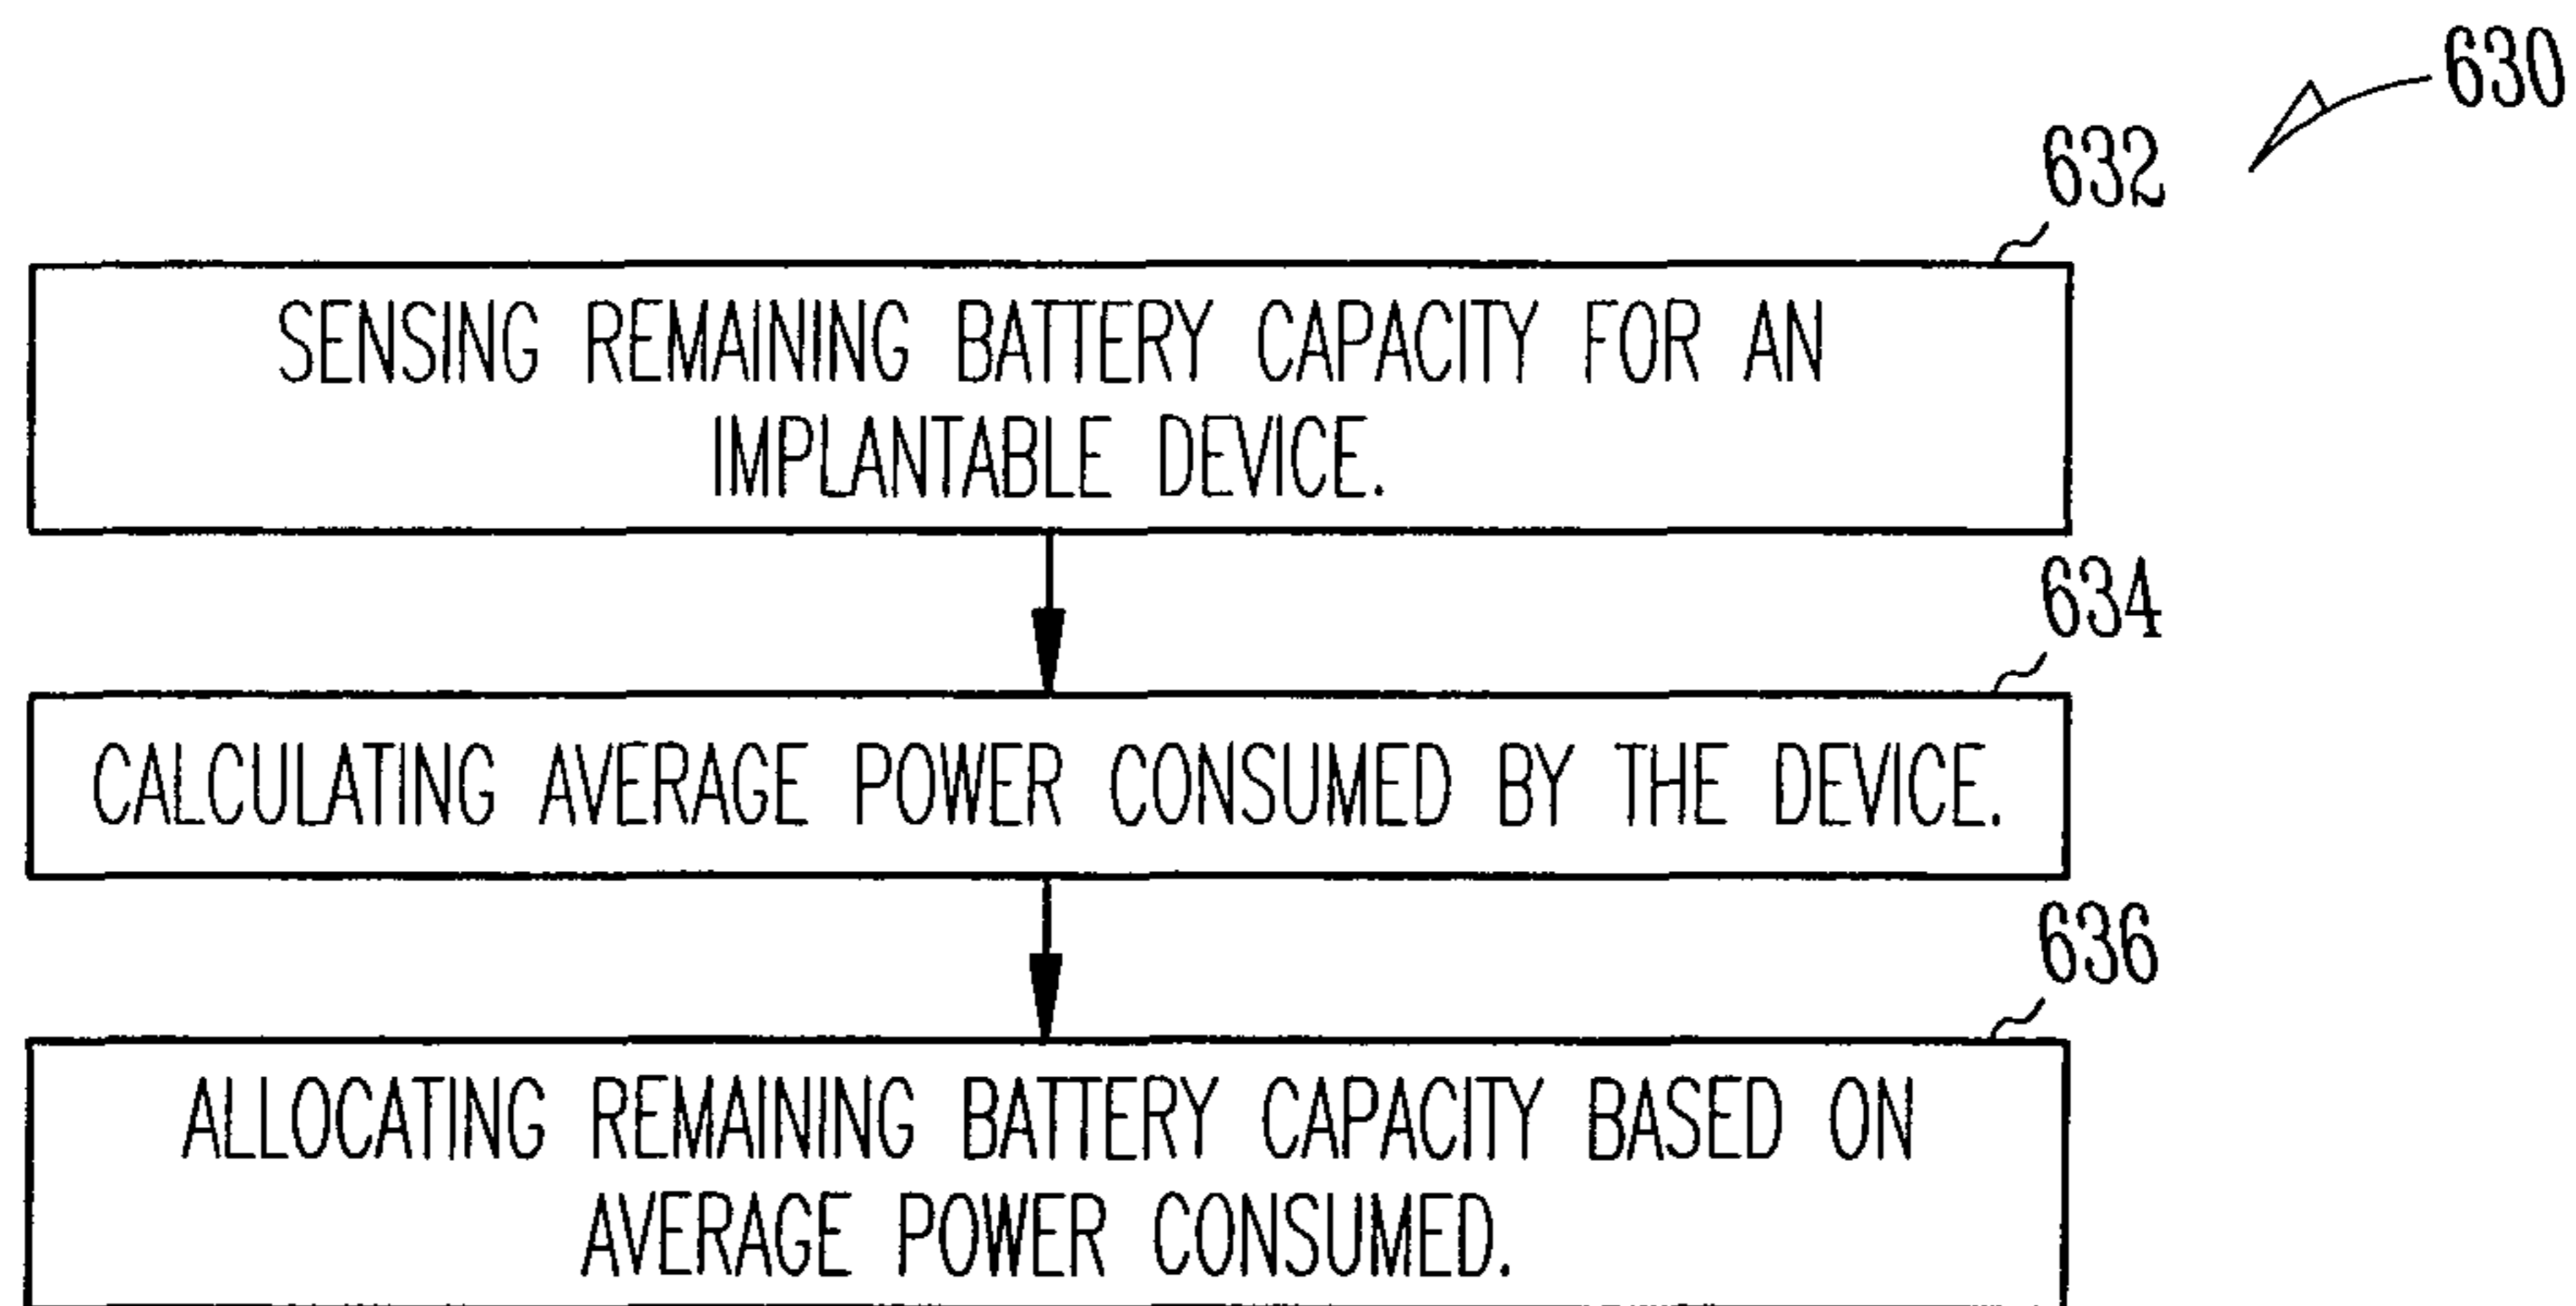 630
632
SENSING REMAINING BATTERY CAPACITY FOR AN
IMPLANTABLE DEVICE.
634
CALCULATING AVERAGE POWER CONSUMED BY THE DEVICE.
636
ALLOCATING REMAINING BATTERY CAPACITY BASED ON
AVERAGE POWER CONSUMED.